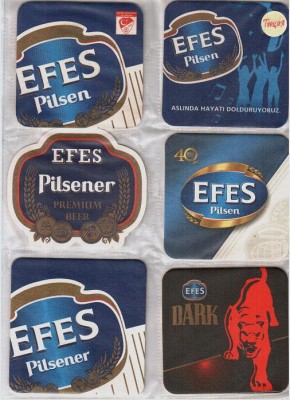 EFES
Pilsen
EFES
Pilsen
ASLINDA HAYATI DOLDURUYORUZ
EFES
Pilsener
PREMIUM
BEER
40
EFES
Pilsen
EFES
Pilsener
EFES
DARK